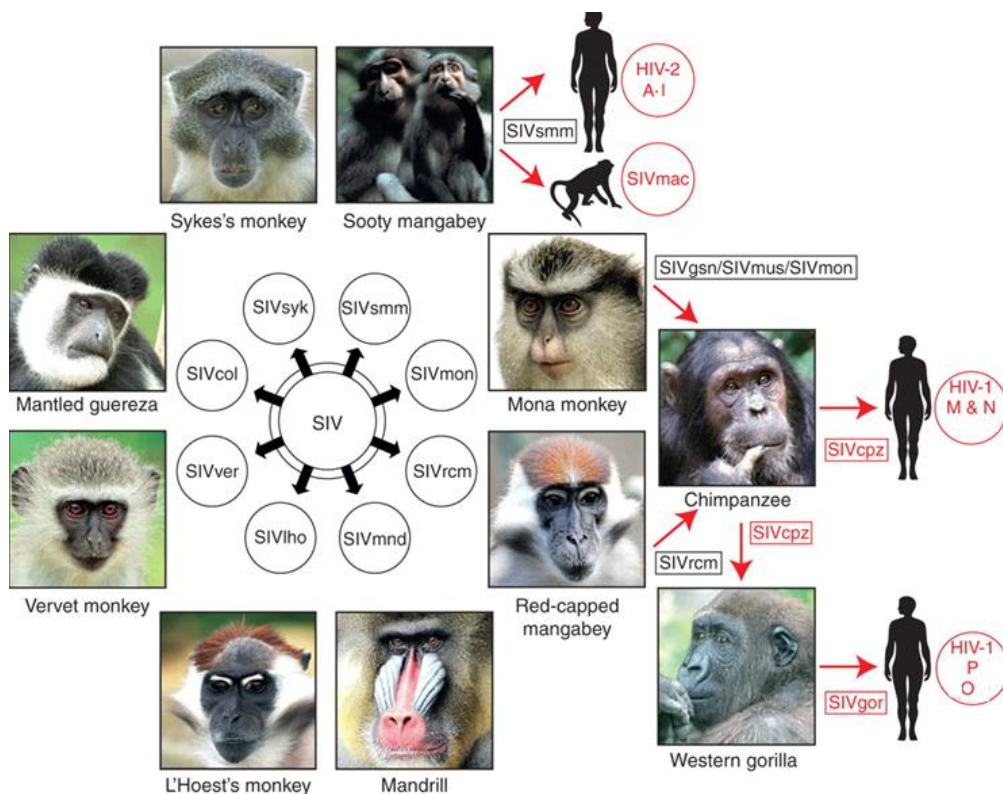 HIV-2
A-I
SIVsmm
SIVmac
Sykes's monkey
Sooty mangabey
SIVgsn/SIVmus/SIVmon
SIVsyk
SIVsmm
SIVcol
SIVmon
SIV
SIVver
SIVrcm
SIVlho
SIVmnd
Mantled guereza
Mona monkey
HIV-1
M & N
SIVcpz
Chimpanzee
SIVcpz
SIVrcm
Vervet monkey
Red-capped
mangabey
HIV-1
P
O
SIVgor
L'Hoest's monkey
Mandrill
Western gorilla